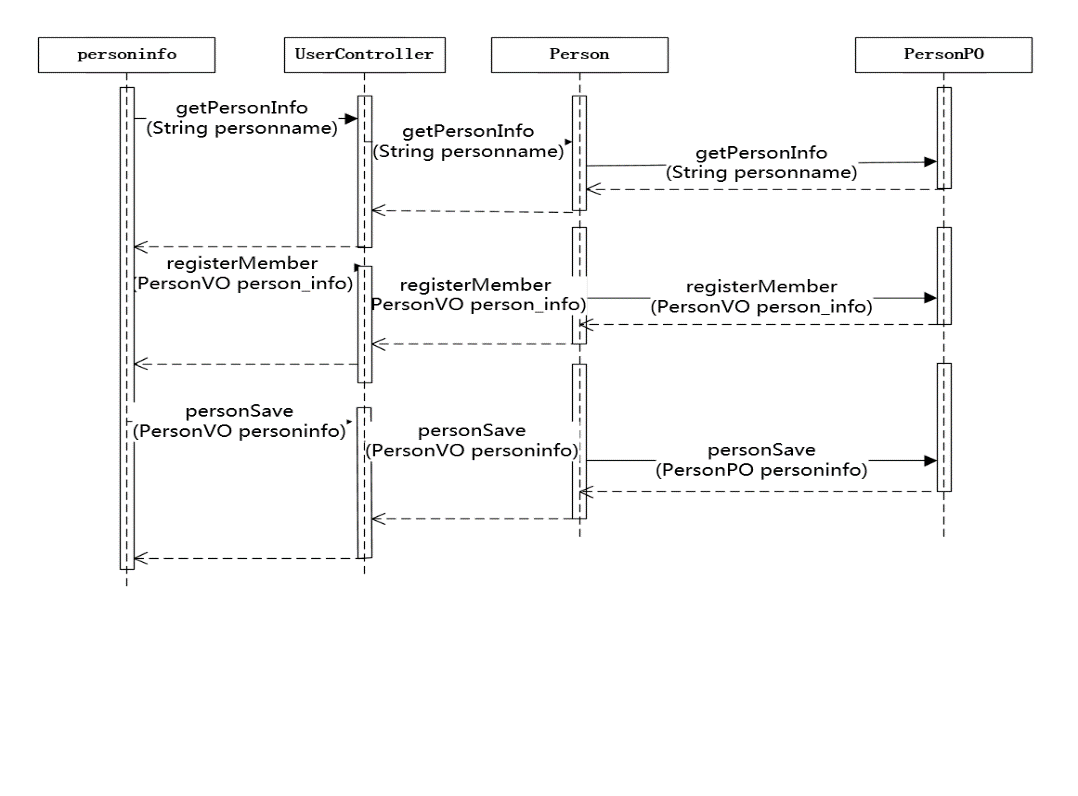 personinfo
UserController
Person
PersonPO
getPersonInfo
(String personname)
getPersonInfo
(String personname)
getPersonInfo
(String personname)
registerMember
(PersonVO person_info)
registerMember
PersonVO person_info)
registerMember
(PersonVO person_info)
personSave
(PersonVO personinfo)
personSave
(PersonVO personinfo)
personSave
(PersonPO personinfo)